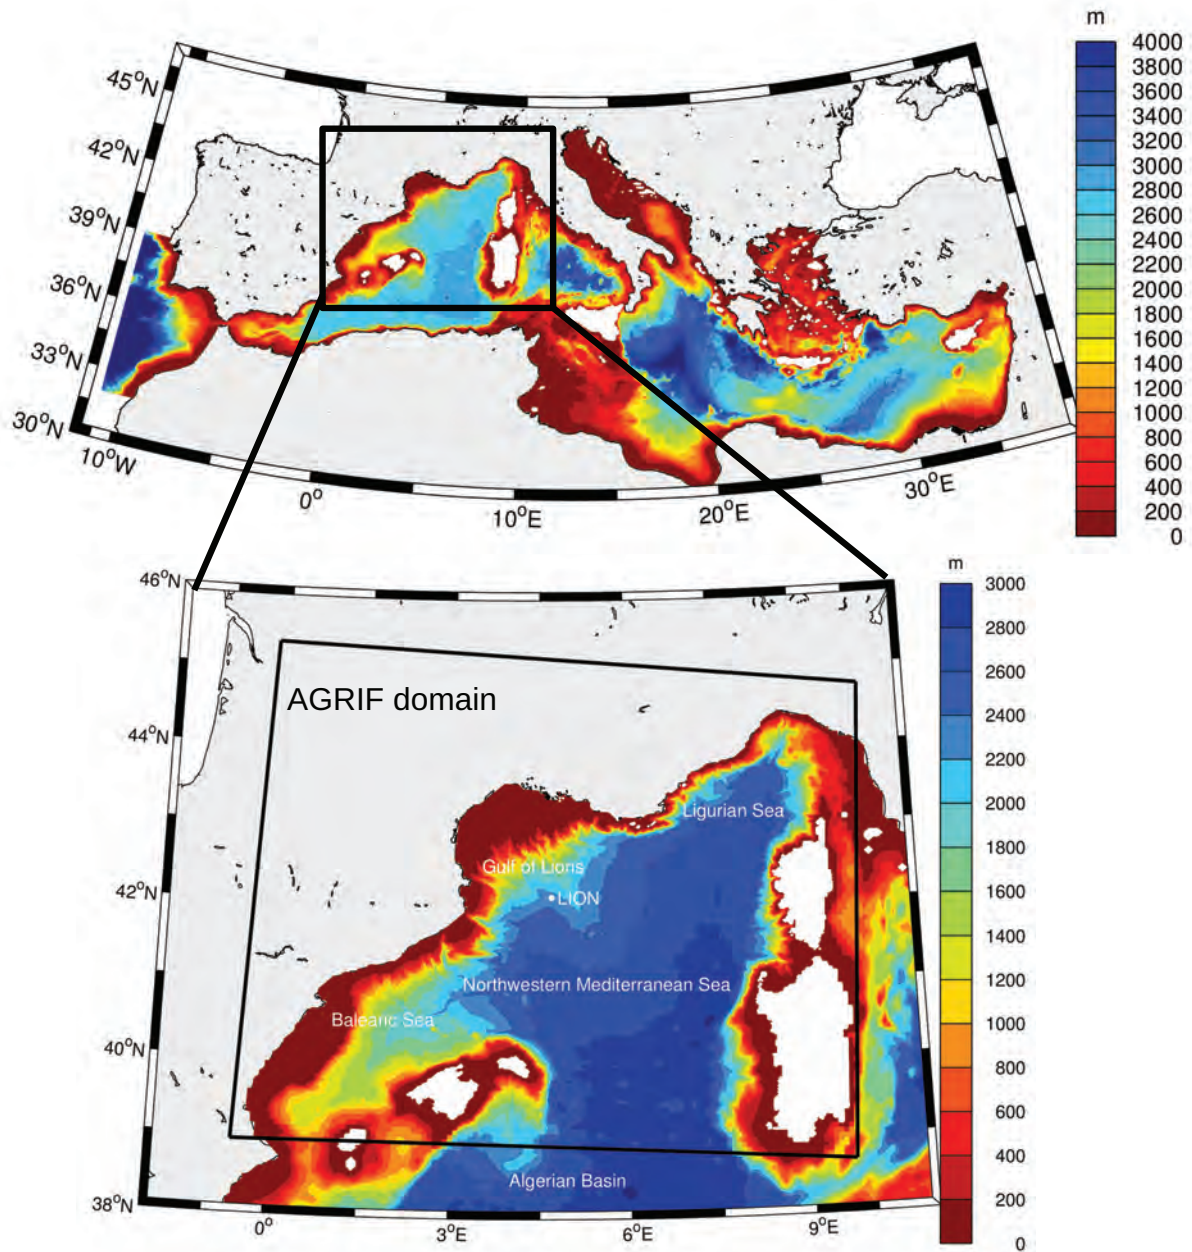 m
4000
3800
3600
3400
3200
3000
2800
2600
2400
2200
2000
1800
1600
1400
1200
1000
800
600
400
200
0
45°N
42°N
39°N
36°N
33°N
30°N
10°W
0°
10°E
20°E
30°E
m
3000
2800
2600
2400
2200
2000
1800
1600
1400
1200
1000
800
600
400
200
0
46°N
44°N
42°N
40°N
38°N
AGRIF domain
Ligurian Sea
Gulf of Lions
LION
Northwestern Mediterranean Sea
Balearic Sea
Algerian Basin
0°
3°E
6°E
9°E